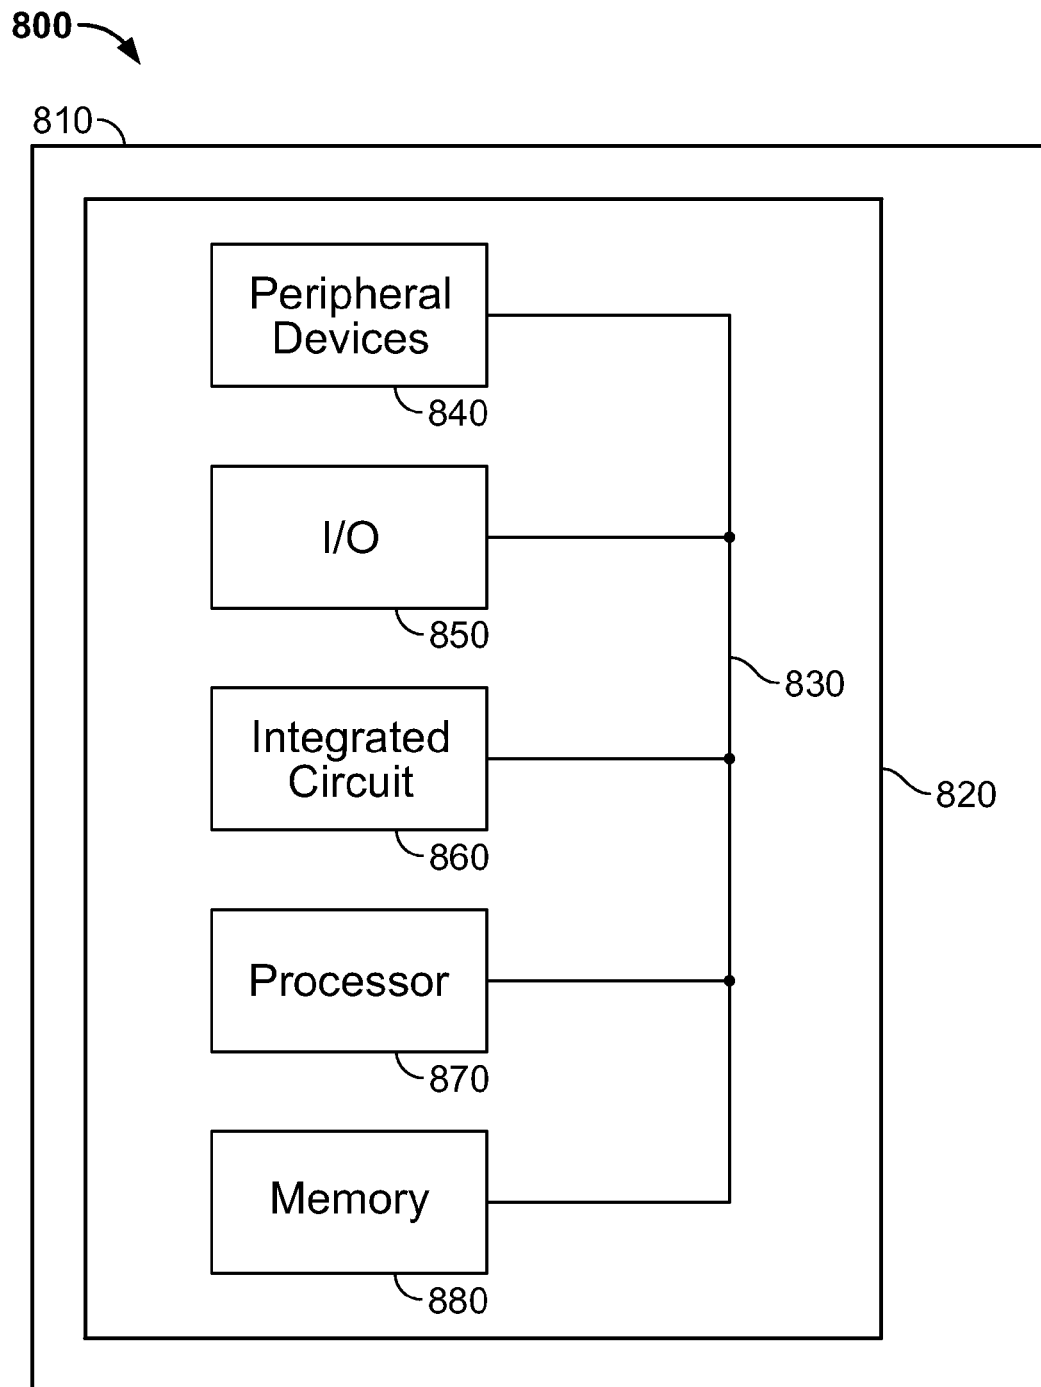 800
810
Peripheral
Devices
840
I/O
850
830
Integrated
Circuit
820
860
Processor
870
Memory
880